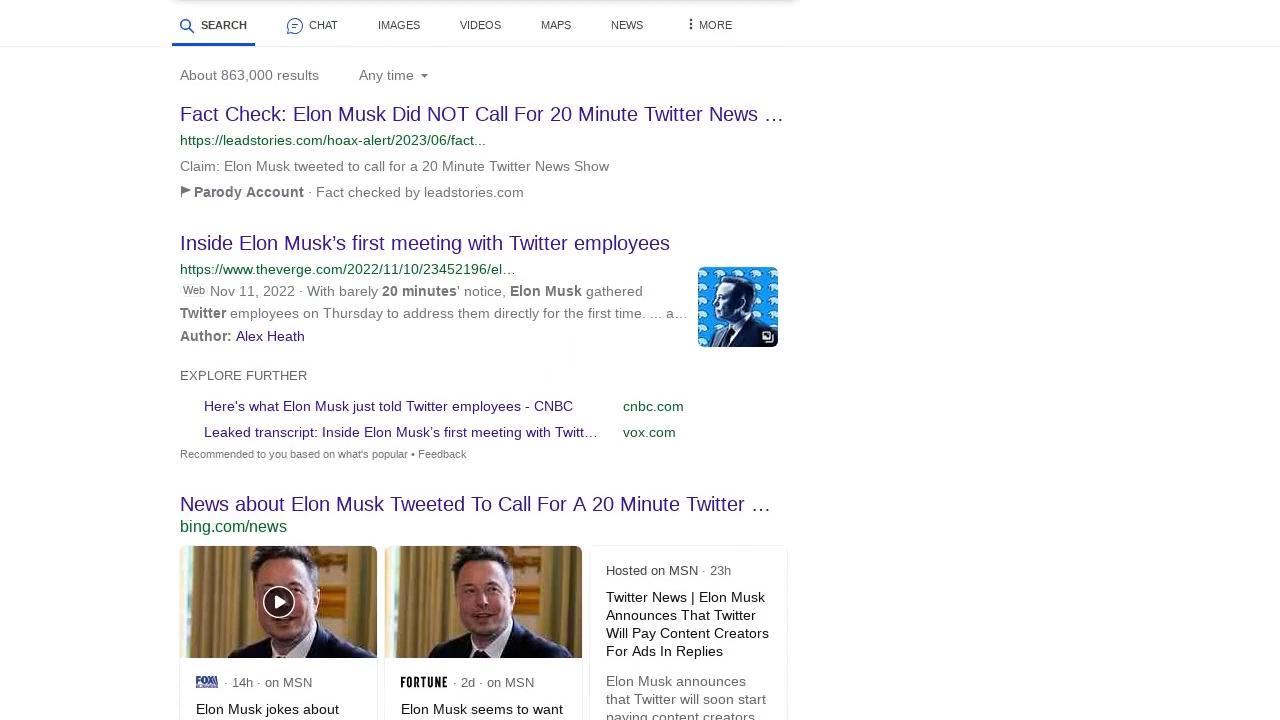 SEARCH CHAT IMAGES VIDEOS MAPS NEWS MORE
About 863,000 results Any time
Fact Check: Elon Musk Did NOT Call For 20 Minute Twitter News …
https://leadstories.com/hoax-alert/2023/06/fact...
Claim: Elon Musk tweeted to call for a 20 Minute Twitter News Show
Parody Account · Fact checked by leadstories.com
Inside Elon Musk’s first meeting with Twitter employees
https://www.theverge.com/2022/11/10/23452196/el…
Web Nov 11, 2022 · With barely 20 minutes' notice, Elon Musk gathered
Twitter employees on Thursday to address them directly for the first time. ... a…
Author: Alex Heath
EXPLORE FURTHER
Here's what Elon Musk just told Twitter employees - CNBC cnbc.com
Leaked transcript: Inside Elon Musk’s first meeting with Twitt… vox.com
Recommended to you based on what's popular • Feedback
News about Elon Musk Tweeted To Call For A 20 Minute Twitter …
bing.com/news
FOX BUSINESS · 14h · on MSN
Elon Musk jokes about
FORTUNE · 2d · on MSN
Elon Musk seems to want
Hosted on MSN · 23h
Twitter News | Elon Musk
Announces That Twitter
Will Pay Content Creators
For Ads In Replies
Elon Musk announces
that Twitter will soon start
paying content creators